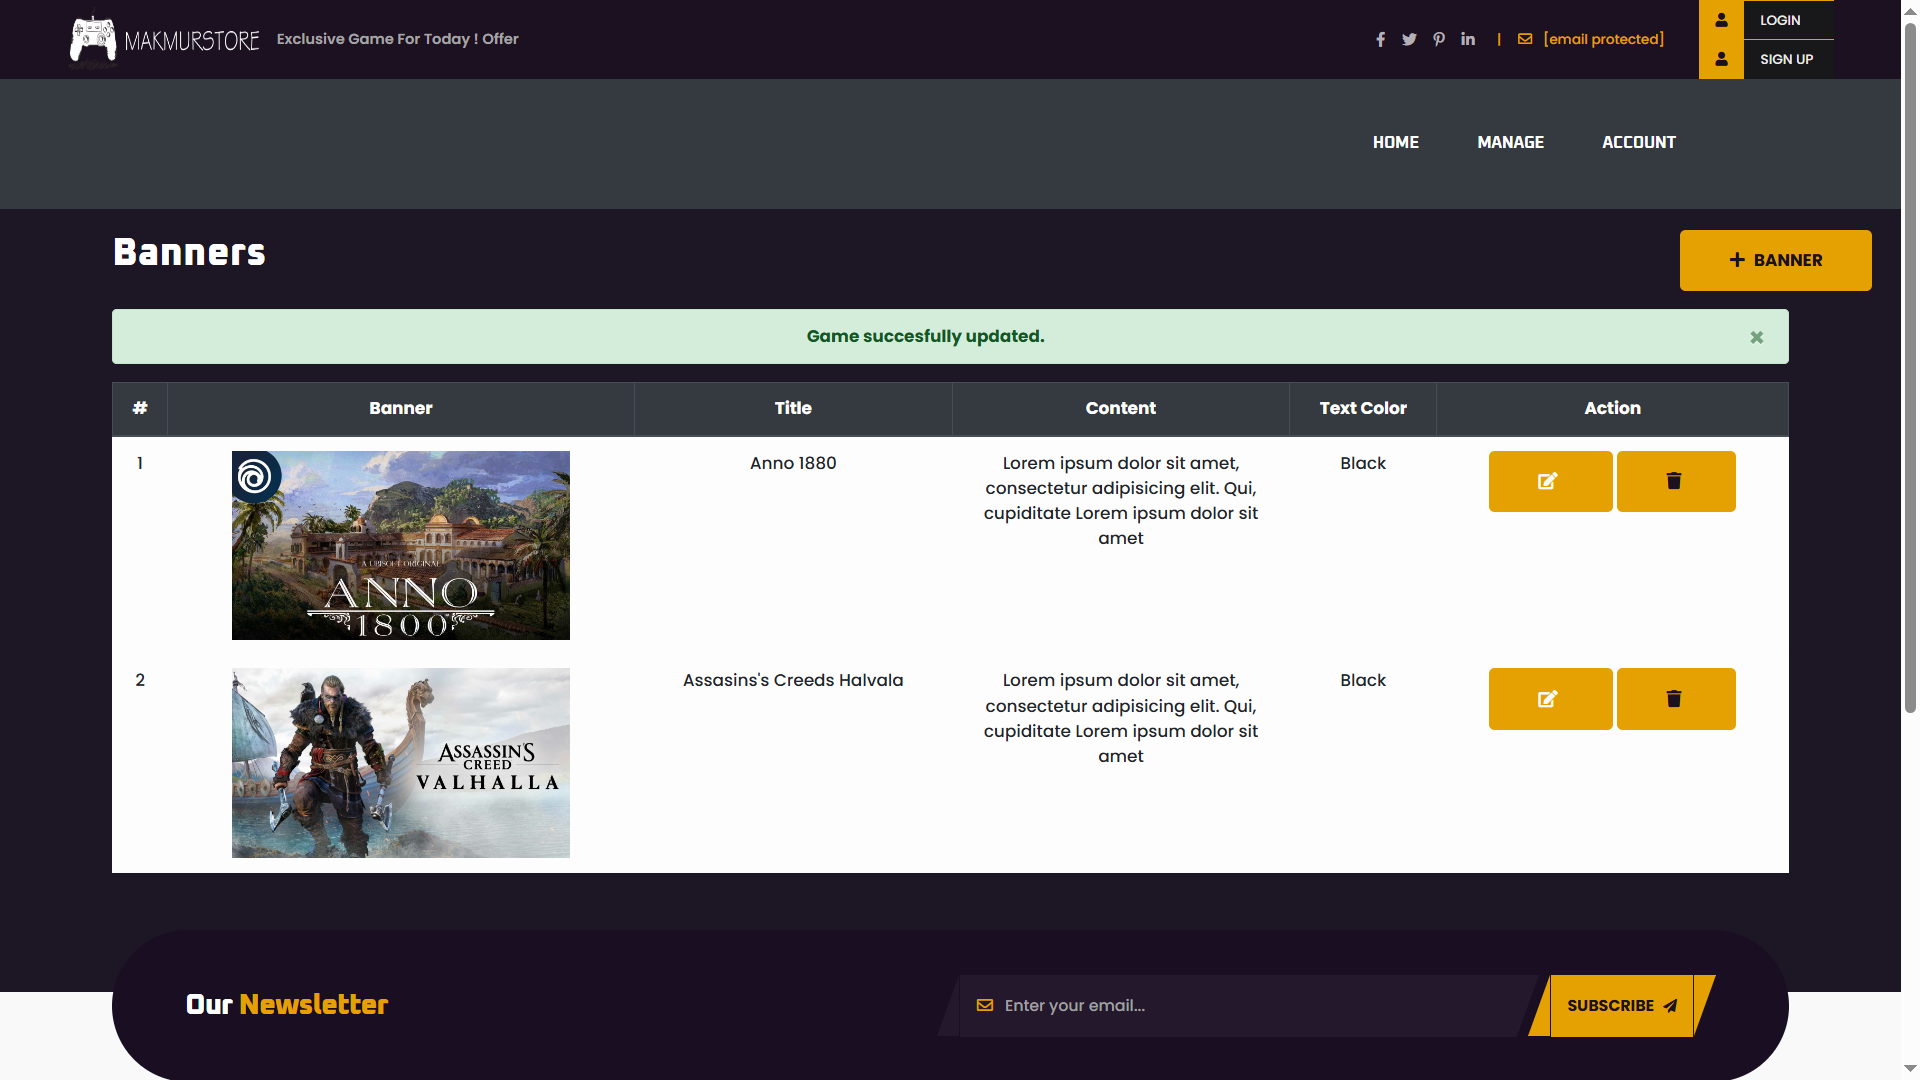 MAKMURSTORE
Exclusive Game For Today ! Offer
| [email protected]
LOGIN
SIGN UP
HOME
MANAGE
ACCOUNT
Banners
+ BANNER
Game succesfully updated.
×
# Banner Title Content Text Color Action
1
A UBISOFT ORIGINAL
ANNO
1800
Anno 1880
Lorem ipsum dolor sit amet,
consectetur adipisicing elit. Qui,
cupiditate Lorem ipsum dolor sit
amet
Black
2
ASSASSIN'S
CREED
VALHALLA
Assasins's Creeds Halvala
Lorem ipsum dolor sit amet,
consectetur adipisicing elit. Qui,
cupiditate Lorem ipsum dolor sit
amet
Black
Our Newsletter
Enter your email...
SUBSCRIBE